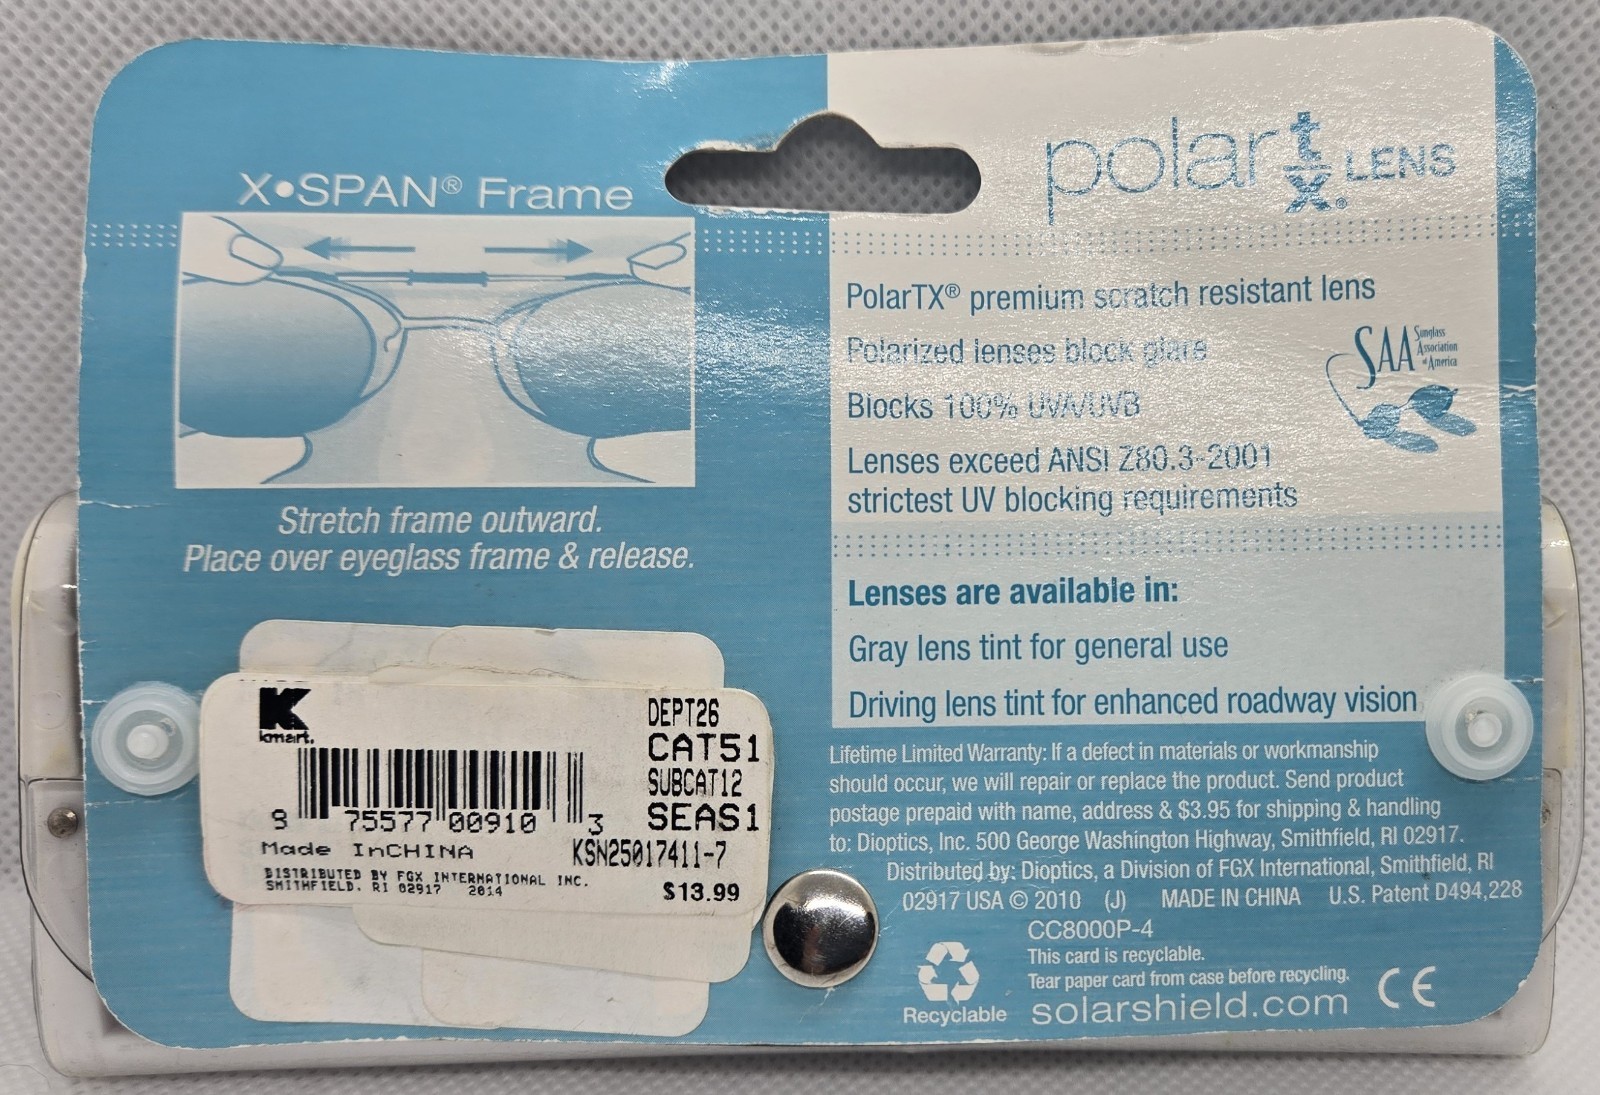 X•SPAN® Frame
Stretch frame outward.
Place over eyeglass frame & release.
polar tx® LENS
PolarTX® premium scratch resistant lens
Polarized lenses block glare
Blocks 100% UVA/UVB
Lenses exceed ANSI Z80.3-2001
strictest UV blocking requirements
SAA Sunglass
Association
of America
Lenses are available in:
Gray lens tint for general use
Driving lens tint for enhanced roadway vision
Lifetime Limited Warranty: If a defect in materials or workmanship
should occur, we will repair or replace the product. Send product
postage prepaid with name, address & $3.95 for shipping & handling
to: Dioptics, Inc. 500 George Washington Highway, Smithfield, RI 02917.
Distributed by: Dioptics, a Division of FGX International, Smithfield, RI
02917 USA © 2010 (J) MADE IN CHINA U.S. Patent D494,228
CC8000P-4
This card is recyclable.
Tear paper card from case before recycling.
solarshield.com
CE
Recyclable
K
kmart.
DEPT26
CAT51
SUBCAT12
SEAS1
9 75577 00910 3
Made InCHINA
KSN25017411-7
DISTRIBUTED BY FGX INTERNATIONAL INC.
SMITHFIELD, RI 02917 2014
$13.99